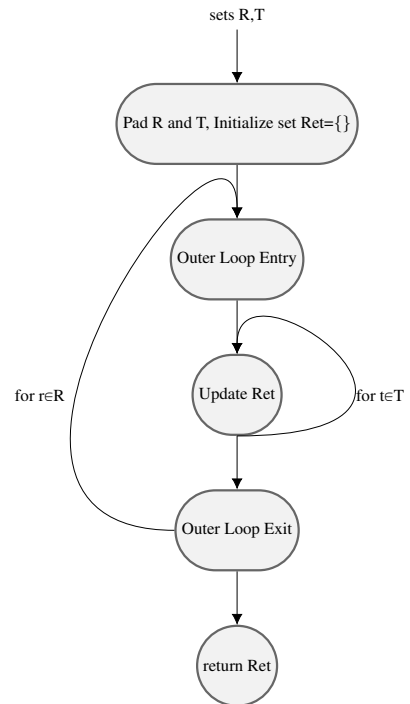 sets R,T
Pad R and T, Initialize set Ret={}
Outer Loop Entry
for r∈R
Update Ret
for t∈T
Outer Loop Exit
return Ret